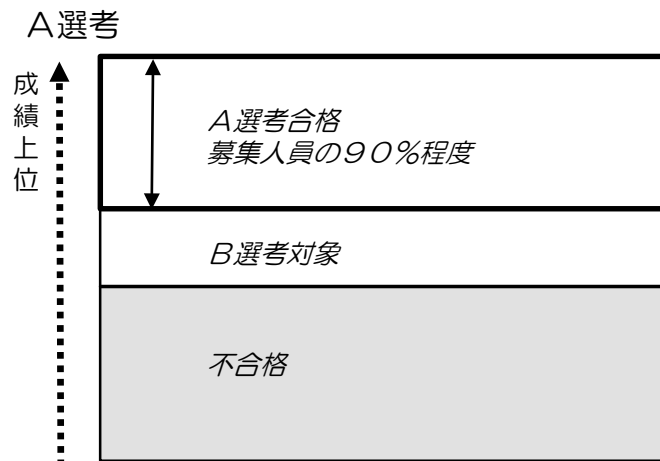 A選考
成績上位
A選考合格
募集人員の90%程度
B選考対象
不合格